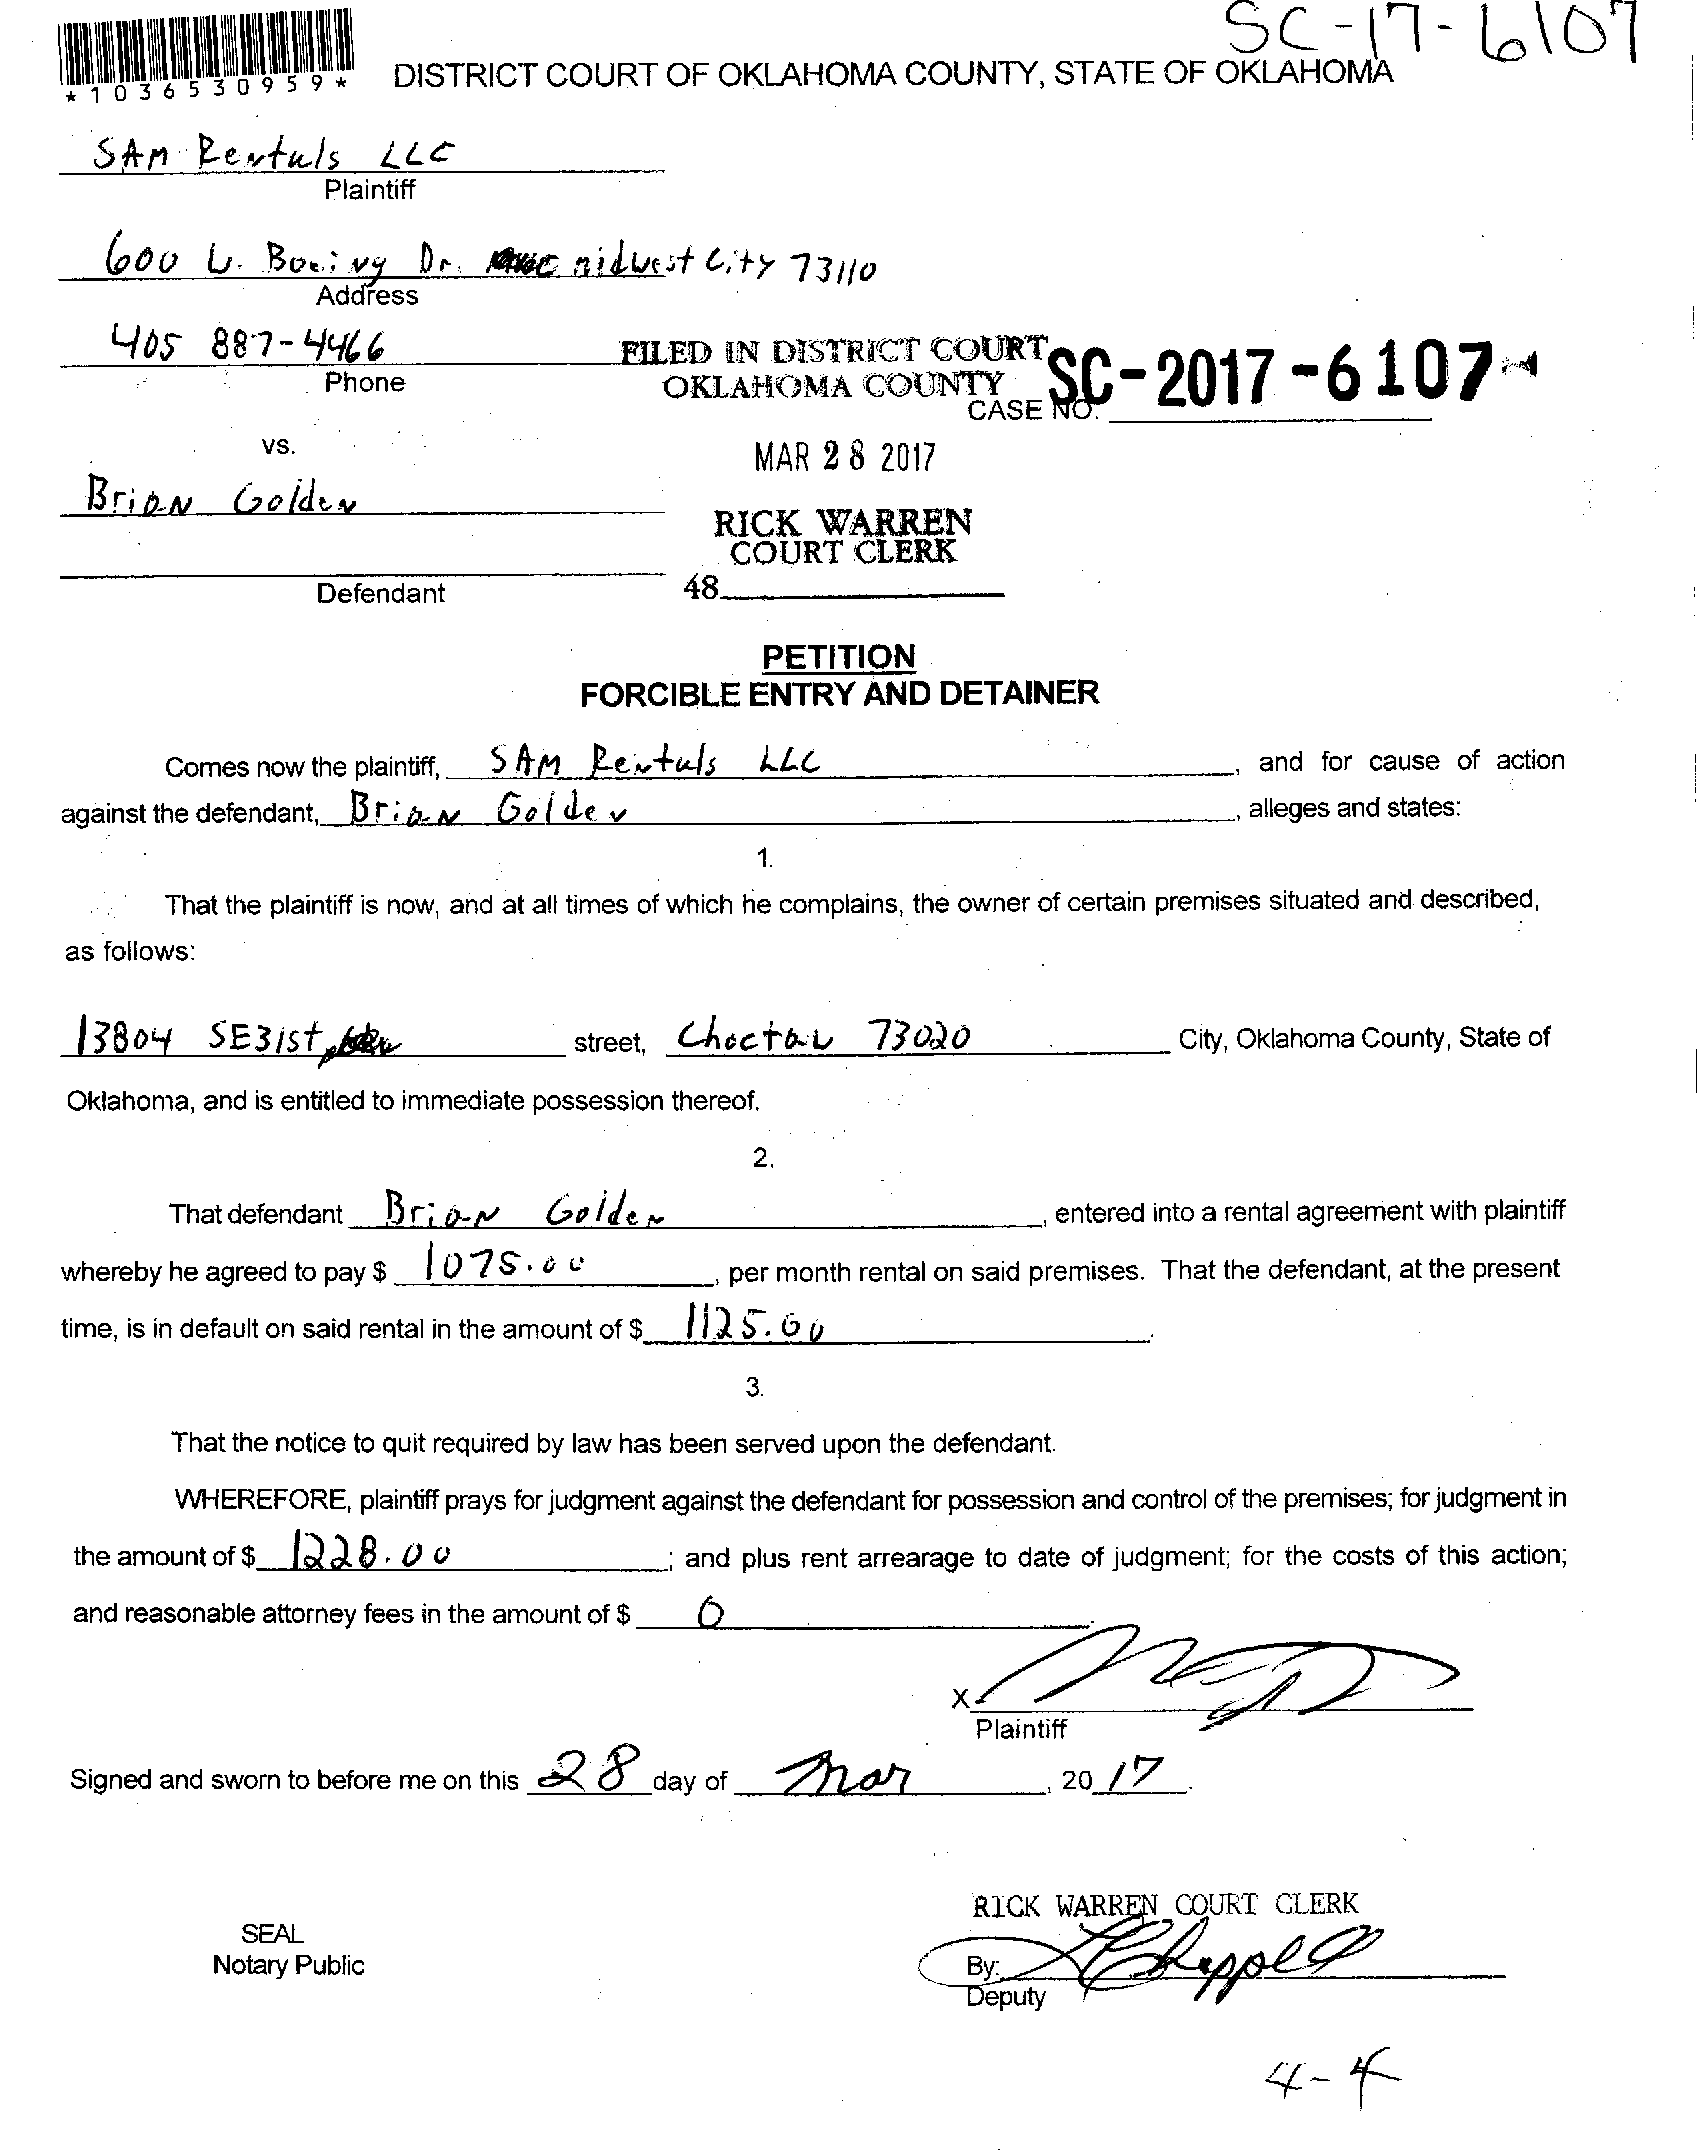 SC-17-6107
*1036530959*
DISTRICT COURT OF OKLAHOMA COUNTY, STATE OF OKLAHOMA
SAM Rentals LLC
Plaintiff
600 W. Boeing Dr. midwest City 73110
Address
405 887-4466
Phone
FILED IN DISTRICT COURT
OKLAHOMA COUNTY
CASE NO. SC-2017-6107
vs.
MAR 28 2017
Brian Golden
RICK WARREN
COURT CLERK
Defendant
48
PETITION
FORCIBLE ENTRY AND DETAINER
Comes now the plaintiff, SAM Rentals LLC, and for cause of action
against the defendant, Brian Golden, alleges and states:
1.
That the plaintiff is now, and at all times of which he complains, the owner of certain premises situated and described,
as follows:
13804 SE31st street, Choctaw 73020 City, Oklahoma County, State of
Oklahoma, and is entitled to immediate possession thereof.
2.
That defendant Brian Golden, entered into a rental agreement with plaintiff
whereby he agreed to pay $ 1075.00, per month rental on said premises. That the defendant, at the present
time, is in default on said rental in the amount of $ 1125.00.
3.
That the notice to quit required by law has been served upon the defendant.
WHEREFORE, plaintiff prays for judgment against the defendant for possession and control of the premises; for judgment in
the amount of $ 1228.00; and plus rent arrearage to date of judgment; for the costs of this action;
and reasonable attorney fees in the amount of $ 0.
X
Plaintiff
Signed and sworn to before me on this 28 day of Mar, 20 17.
RICK WARREN COURT CLERK
SEAL
Notary Public
By: Chappell
Deputy
4-4